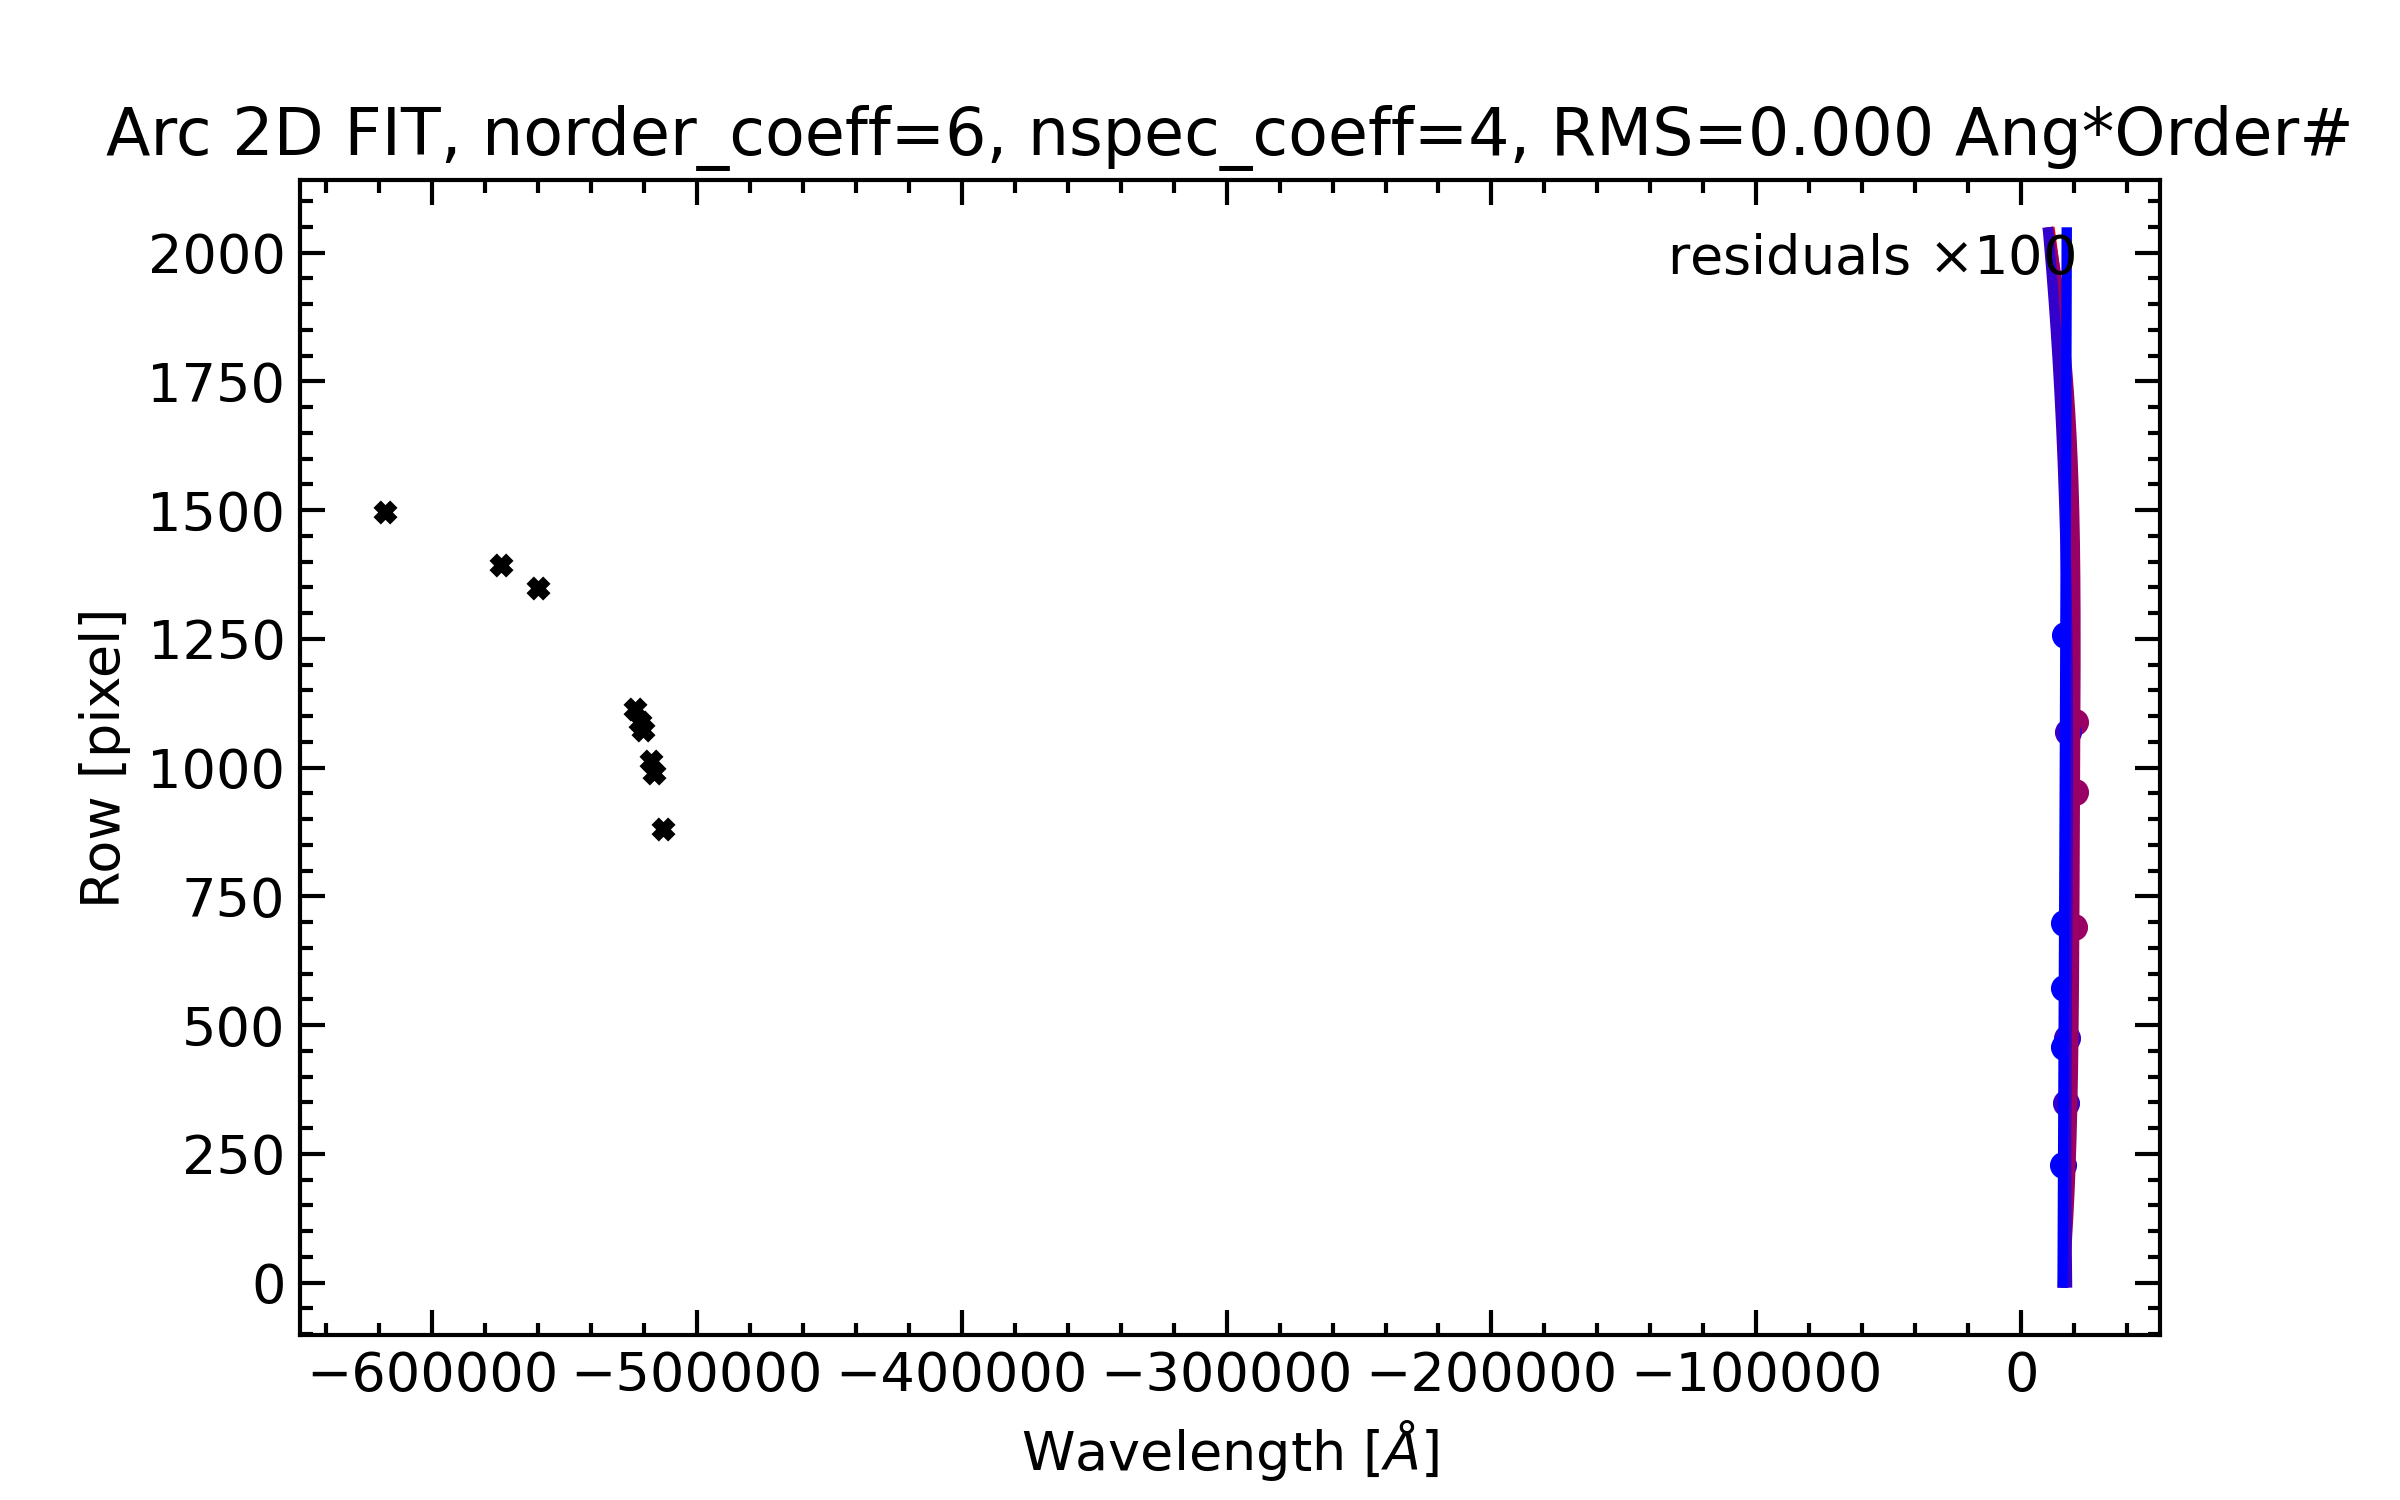 Arc 2D FIT, norder_coeff=6, nspec_coeff=4, RMS=0.000 Ang*Order#
residuals ×100
2000
1750
1500
1250
1000
750
500
250
0
Row [pixel]
−600000 −500000 −400000 −300000 −200000 −100000 0
Wavelength [Å]